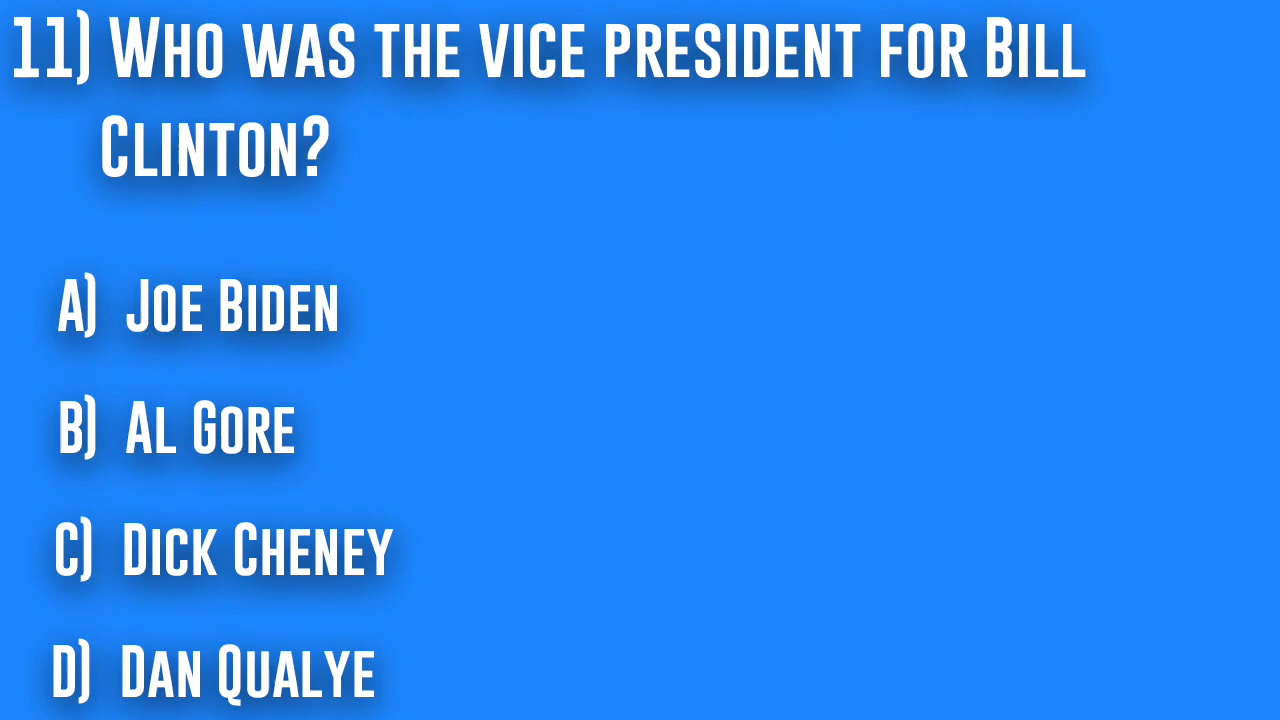 11) Who was the vice president for Bill
Clinton?
A) Joe Biden
B) Al Gore
C) Dick Cheney
D) Dan Qualye